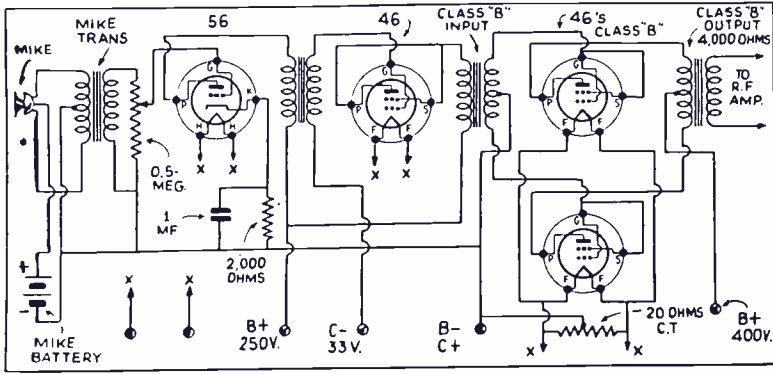 56
46
46's
CLASS "B"
MIKE
TRANS
MIKE
CLASS "B"
INPUT
CLASS "B"
OUTPUT
4,000 OHMS
TO
R.F
AMP.
G
P
K
H
H
X
X
G
P
S
F
F
X
X
G
P
S
F
F
G
P
S
F
F
0.5-
MEG.
1
MF
2,000
OHMS
+
-
MIKE
BATTERY
X
X
B+
250V.
C-
33V.
B-
C+
X
X
20 OHMS
C.T
B+
400V.